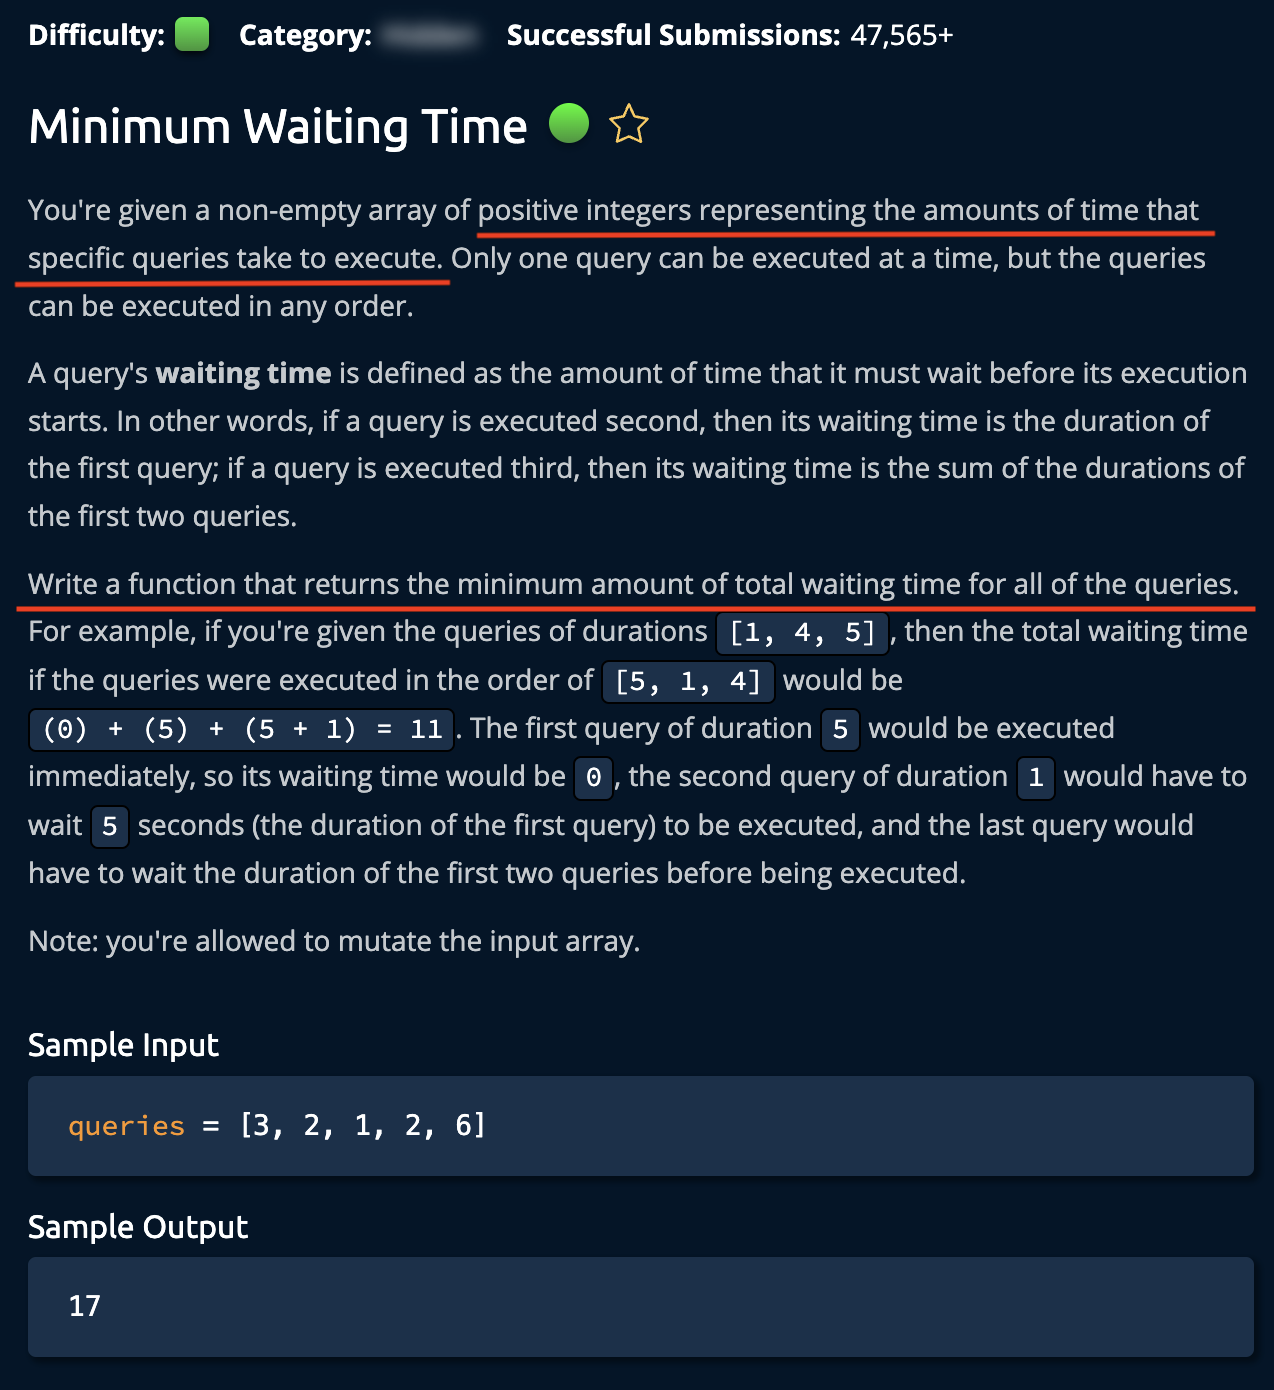 Difficulty: Category: Successful Submissions: 47,565+
Minimum Waiting Time
You're given a non-empty array of positive integers representing the amounts of time that
specific queries take to execute. Only one query can be executed at a time, but the queries
can be executed in any order.
A query's waiting time is defined as the amount of time that it must wait before its execution
starts. In other words, if a query is executed second, then its waiting time is the duration of
the first query; if a query is executed third, then its waiting time is the sum of the durations of
the first two queries.
Write a function that returns the minimum amount of total waiting time for all of the queries.
For example, if you're given the queries of durations [1, 4, 5], then the total waiting time
if the queries were executed in the order of [5, 1, 4] would be
(0) + (5) + (5 + 1) = 11. The first query of duration 5 would be executed
immediately, so its waiting time would be 0, the second query of duration 1 would have to
wait 5 seconds (the duration of the first query) to be executed, and the last query would
have to wait the duration of the first two queries before being executed.
Note: you're allowed to mutate the input array.
Sample Input
queries = [3, 2, 1, 2, 6]
Sample Output
17